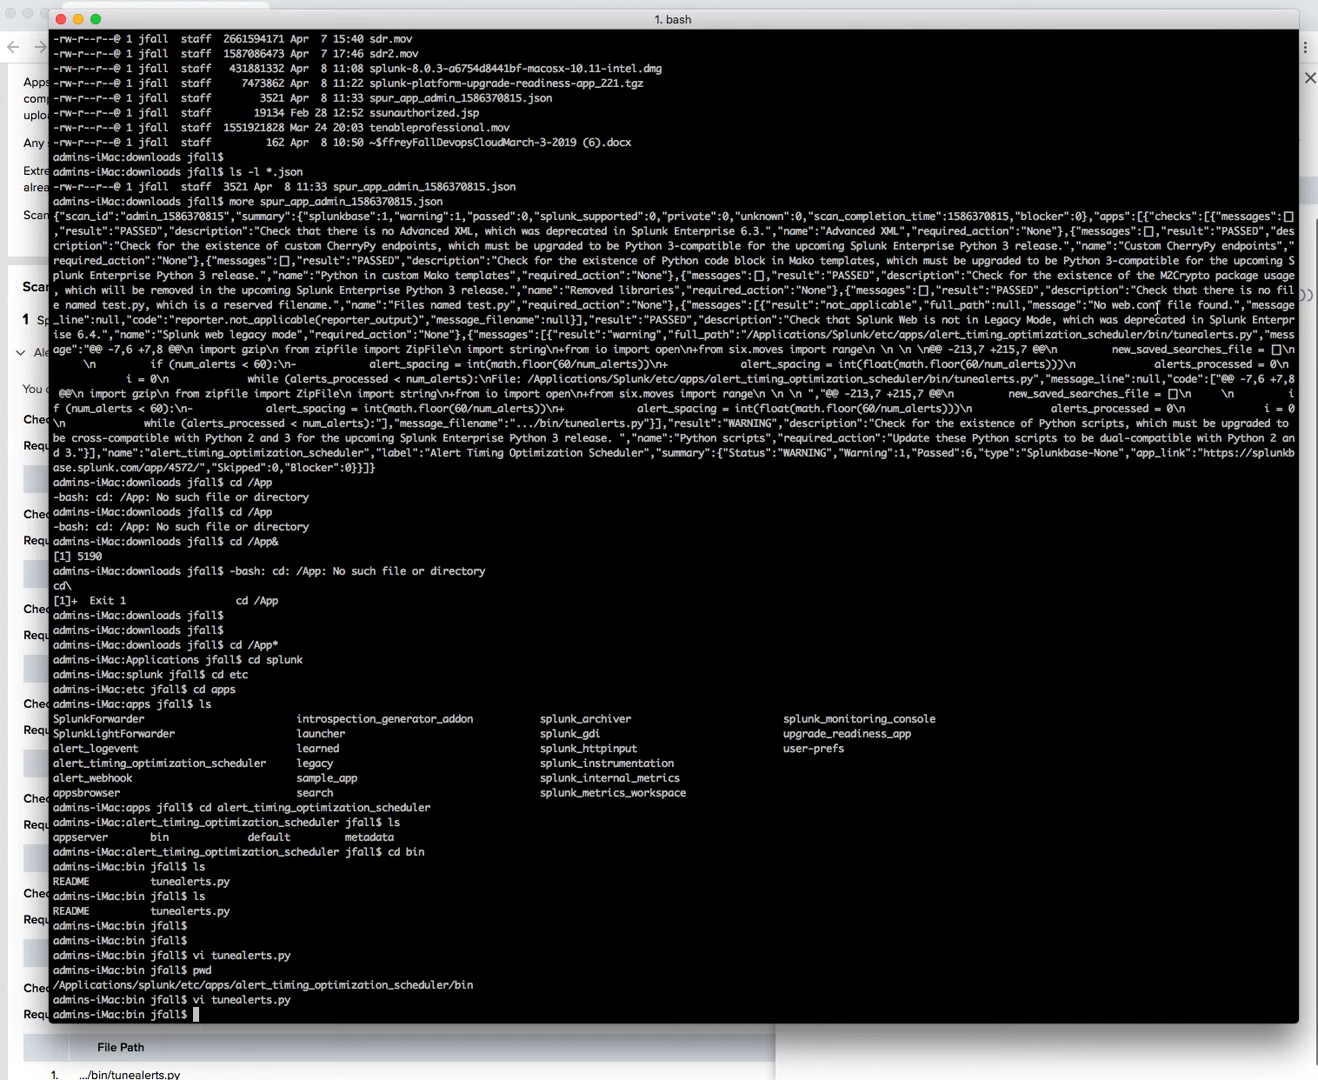 1. bash
-rw-r--r--@ 1 jfall  staff  2661594171 Apr  7 15:40 sdr.mov
-rw-r--r--@ 1 jfall  staff  1587086473 Apr  7 17:46 sdr2.mov
-rw-r--r--@ 1 jfall  staff   431881332 Apr  8 11:08 splunk-8.0.3-a6754d8441bf-macosx-10.11-intel.dmg
-rw-r--r--@ 1 jfall  staff     7473862 Apr  8 11:22 splunk-platform-upgrade-readiness-app_221.tgz
-rw-r--r--@ 1 jfall  staff        3521 Apr  8 11:33 spur_app_admin_1586370815.json
-rw-r--r--@ 1 jfall  staff       19134 Feb 28 12:52 ssunauthorized.jsp
-rw-r--r--@ 1 jfall  staff  1551921828 Mar 24 20:03 tenableprofessional.mov
-rw-r--r--@ 1 jfall  staff         162 Apr  8 10:50 ~$ffreyFallDevopsCloudMarch-3-2019 (6).docx
admins-iMac:downloads jfall$
admins-iMac:downloads jfall$ ls -l *.json
-rw-r--r--@ 1 jfall  staff  3521 Apr  8 11:33 spur_app_admin_1586370815.json
admins-iMac:downloads jfall$ more spur_app_admin_1586370815.json
{"scan_id":"admin_1586370815","summary":{"splunkbase":1,"warning":1,"passed":0,"splunk_supported":0,"private":0,"unknown":0,"scan_completion_time":1586370815,"blocker":0},"apps":[{"checks":[{"messages":[]
,"result":"PASSED","description":"Check that there is no Advanced XML, which was deprecated in Splunk Enterprise 6.3.","name":"Advanced XML","required_action":"None"},{"messages":[],"result":"PASSED","des
cription":"Check for the existence of custom CherryPy endpoints, which must be upgraded to be Python 3-compatible for the upcoming Splunk Enterprise Python 3 release.","name":"Custom CherryPy endpoints","
required_action":"None"},{"messages":[],"result":"PASSED","description":"Check for the existence of Python code block in Mako templates, which must be upgraded to be Python 3-compatible for the upcoming S
plunk Enterprise Python 3 release.","name":"Python in custom Mako templates","required_action":"None"},{"messages":[],"result":"PASSED","description":"Check for the existence of the M2Crypto package usage
, which will be removed in the upcoming Splunk Enterprise Python 3 release.","name":"Removed libraries","required_action":"None"},{"messages":[],"result":"PASSED","description":"Check that there is no fil
e named test.py, which is a reserved filename.","name":"Files named test.py","required_action":"None"},{"messages":[{"result":"not_applicable","full_path":null,"message":"No web.conf file found.","message
_line":null,"code":"reporter.not_applicable(reporter_output)","message_filename":null}],"result":"PASSED","description":"Check that Splunk Web is not in Legacy Mode, which was deprecated in Splunk Enterpr
ise 6.4.","name":"Splunk web legacy mode","required_action":"None"},{"messages":[{"result":"warning","full_path":"/Applications/Splunk/etc/apps/alert_timing_optimization_scheduler/bin/tunealerts.py","mess
age":"@@ -7,6 +7,8 @@\n import gzip\n from zipfile import ZipFile\n import string\n+from io import open\n+from six.moves import range\n \n \n \n@@ -213,7 +215,7 @@\n         new_saved_searches_file = []\n
     \n         if (num_alerts < 60):\n-            alert_spacing = int(math.floor(60/num_alerts))\n+            alert_spacing = int(float(math.floor(60/num_alerts)))\n             alerts_processed = 0\n
            i = 0\n            while (alerts_processed < num_alerts):\nFile: /Applications/Splunk/etc/apps/alert_timing_optimization_scheduler/bin/tunealerts.py","message_line":null,"code":["@@ -7,6 +7,8
 @@\n import gzip\n from zipfile import ZipFile\n import string\n+from io import open\n+from six.moves import range\n \n \n ","@@ -213,7 +215,7 @@\n         new_saved_searches_file = []\n     \n         i
f (num_alerts < 60):\n-            alert_spacing = int(math.floor(60/num_alerts))\n+            alert_spacing = int(float(math.floor(60/num_alerts)))\n             alerts_processed = 0\n             i = 0
\n             while (alerts_processed < num_alerts):"],"message_filename":".../bin/tunealerts.py"}],"result":"WARNING","description":"Check for the existence of Python scripts, which must be upgraded to
be cross-compatible with Python 2 and 3 for the upcoming Splunk Enterprise Python 3 release. ","name":"Python scripts","required_action":"Update these Python scripts to be dual-compatible with Python 2 an
d 3."}],"name":"alert_timing_optimization_scheduler","label":"Alert Timing Optimization Scheduler","summary":{"Status":"WARNING","Warning":1,"Passed":6,"type":"Splunkbase-None","app_link":"https://splunkb
ase.splunk.com/app/4572/","Skipped":0,"Blocker":0}}]}
admins-iMac:downloads jfall$ cd /App
-bash: cd: /App: No such file or directory
admins-iMac:downloads jfall$ cd /App
-bash: cd: /App: No such file or directory
admins-iMac:downloads jfall$ cd /App&
[1] 5190
admins-iMac:downloads jfall$ -bash: cd: /App: No such file or directory
cd\
[1]+  Exit 1                  cd /App
admins-iMac:downloads jfall$
admins-iMac:downloads jfall$
admins-iMac:downloads jfall$ cd /App*
admins-iMac:Applications jfall$ cd splunk
admins-iMac:splunk jfall$ cd etc
admins-iMac:etc jfall$ cd apps
admins-iMac:apps jfall$ ls
SplunkForwarder                 introspection_generator_addon   splunk_archiver                 splunk_monitoring_console
SplunkLightForwarder            launcher                        splunk_gdi                      upgrade_readiness_app
alert_logevent                  learned                         splunk_httpinput                user-prefs
alert_timing_optimization_scheduler     legacy                  splunk_instrumentation
alert_webhook                   sample_app                      splunk_internal_metrics
appsbrowser                     search                          splunk_metrics_workspace
admins-iMac:apps jfall$ cd alert_timing_optimization_scheduler
admins-iMac:alert_timing_optimization_scheduler jfall$ ls
appserver    bin          default      metadata
admins-iMac:alert_timing_optimization_scheduler jfall$ cd bin
admins-iMac:bin jfall$ ls
README       tunealerts.py
admins-iMac:bin jfall$ ls
README       tunealerts.py
admins-iMac:bin jfall$
admins-iMac:bin jfall$
admins-iMac:bin jfall$ vi tunealerts.py
admins-iMac:bin jfall$ pwd
/Applications/splunk/etc/apps/alert_timing_optimization_scheduler/bin
admins-iMac:bin jfall$ vi tunealerts.py
admins-iMac:bin jfall$
File Path
1. .../bin/tunealerts.py